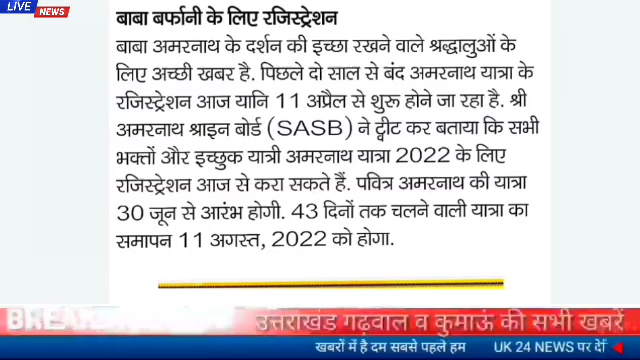 LIVE
NEWS
बाबा बर्फानी के लिए रजिस्ट्रेशन
बाबा अमरनाथ के दर्शन की इच्छा रखने वाले श्रद्धालुओं के
लिए अच्छी खबर है. पिछले दो साल से बंद अमरनाथ यात्रा के
रजिस्ट्रेशन आज यानि 11 अप्रैल से शुरू होने जा रहा है. श्री
अमरनाथ श्राइन बोर्ड (SASB) ने ट्वीट कर बताया कि सभी
भक्तों और इच्छुक यात्री अमरनाथ यात्रा 2022 के लिए
रजिस्ट्रेशन आज से करा सकते हैं. पवित्र अमरनाथ की यात्रा
30 जून से आरंभ होगी. 43 दिनों तक चलने वाली यात्रा का
समापन 11 अगस्त, 2022 को होगा.
उत्तराखंड गढ़वाल व कुमाऊं की सभी खबरें
खबरों में है दम सबसे पहले हम UK 24 NEWS पर